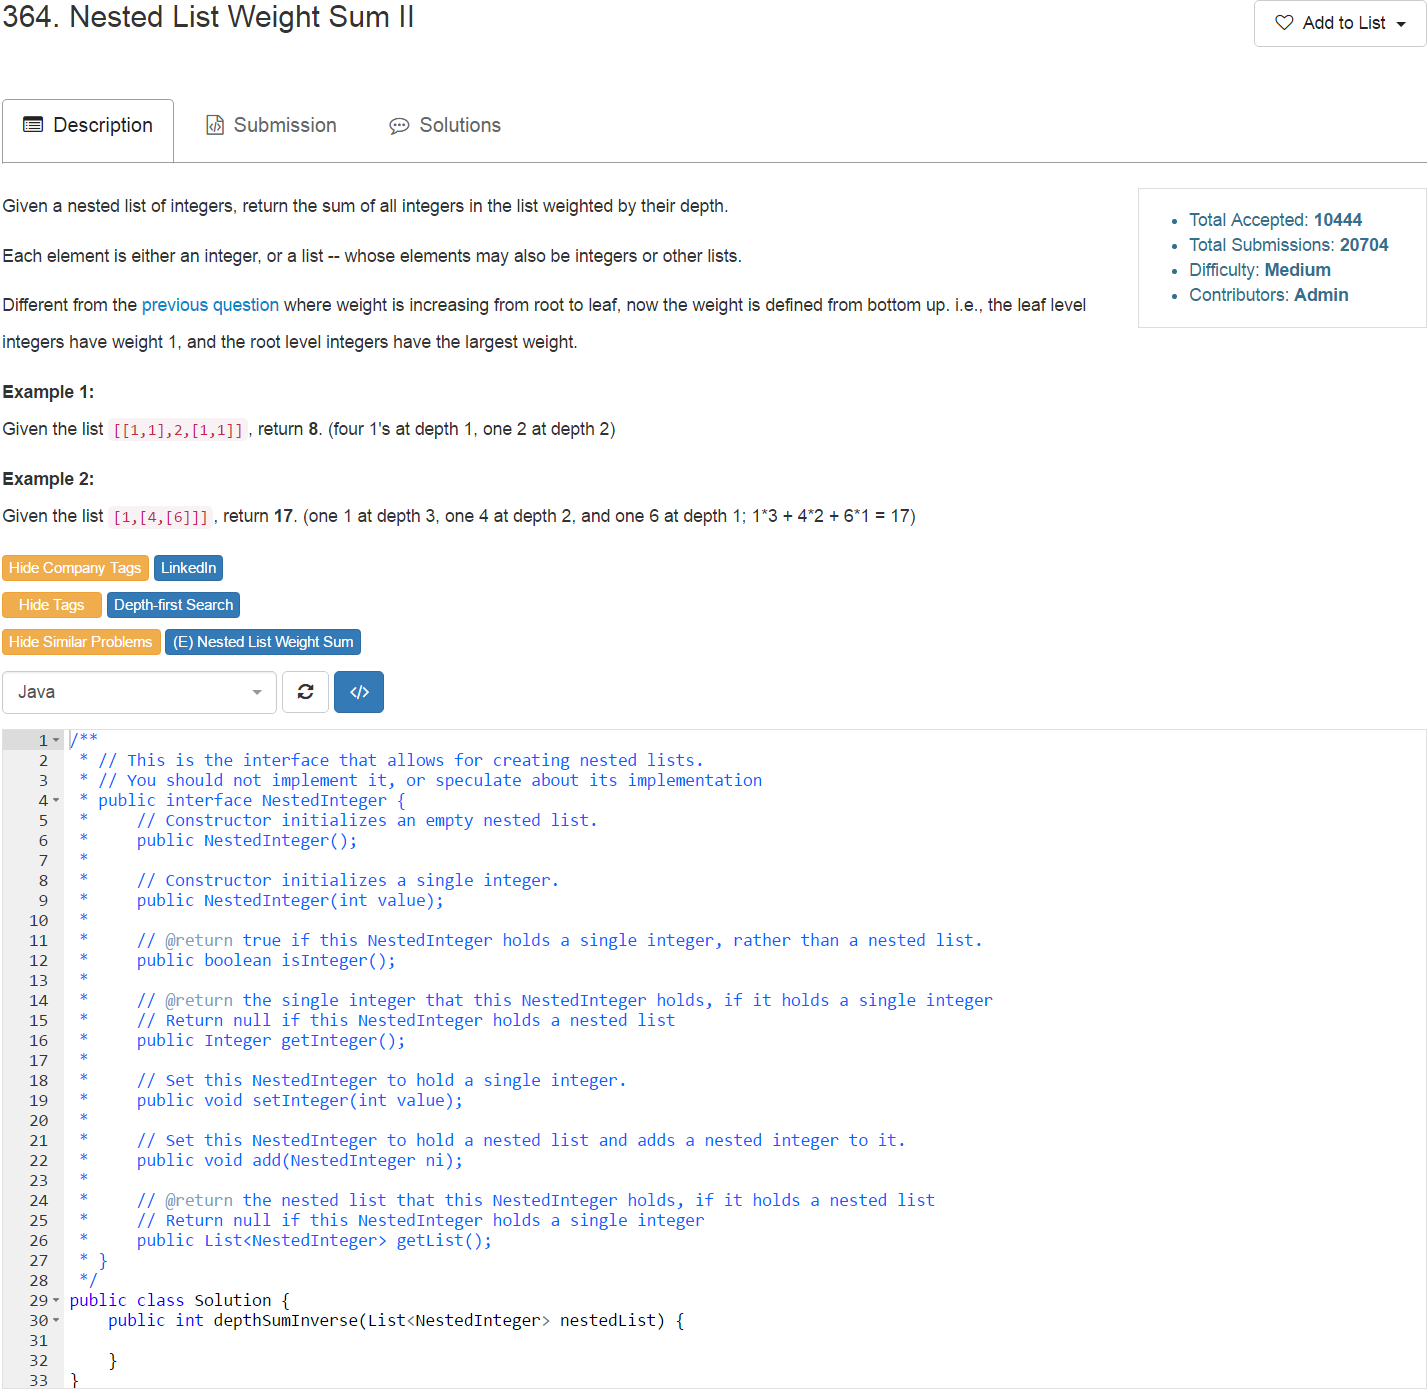 364. Nested List Weight Sum II
Add to List
Description
Submission
Solutions
Given a nested list of integers, return the sum of all integers in the list weighted by their depth.
Each element is either an integer, or a list -- whose elements may also be integers or other lists.
Different from the previous question where weight is increasing from root to leaf, now the weight is defined from bottom up. i.e., the leaf level
integers have weight 1, and the root level integers have the largest weight.
Total Accepted: 10444
Total Submissions: 20704
Difficulty: Medium
Contributors: Admin
Example 1:
Given the list [[1,1],2,[1,1]], return 8. (four 1's at depth 1, one 2 at depth 2)
Example 2:
Given the list [1,[4,[6]]], return 17. (one 1 at depth 3, one 4 at depth 2, and one 6 at depth 1; 1*3 + 4*2 + 6*1 = 17)
Hide Company Tags LinkedIn
Hide Tags Depth-first Search
Hide Similar Problems (E) Nested List Weight Sum
Java </>
1 /**
2  * // This is the interface that allows for creating nested lists.
3  * // You should not implement it, or speculate about its implementation
4  * public interface NestedInteger {
5  *     // Constructor initializes an empty nested list.
6  *     public NestedInteger();
7  *
8  *     // Constructor initializes a single integer.
9  *     public NestedInteger(int value);
10  *
11  *     // @return true if this NestedInteger holds a single integer, rather than a nested list.
12  *     public boolean isInteger();
13  *
14  *     // @return the single integer that this NestedInteger holds, if it holds a single integer
15  *     // Return null if this NestedInteger holds a nested list
16  *     public Integer getInteger();
17  *
18  *     // Set this NestedInteger to hold a single integer.
19  *     public void setInteger(int value);
20  *
21  *     // Set this NestedInteger to hold a nested list and adds a nested integer to it.
22  *     public void add(NestedInteger ni);
23  *
24  *     // @return the nested list that this NestedInteger holds, if it holds a nested list
25  *     // Return null if this NestedInteger holds a single integer
26  *     public List<NestedInteger> getList();
27  * }
28  */
29 public class Solution {
30     public int depthSumInverse(List<NestedInteger> nestedList) {
31
32     }
33 }